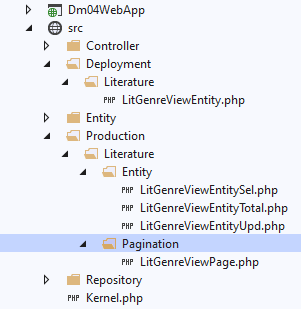 Dm04WebApp
src
Controller
Deployment
Literature
PHP LitGenreViewEntity.php
Entity
Production
Literature
Entity
PHP LitGenreViewEntitySel.php
PHP LitGenreViewEntityTotal.php
PHP LitGenreViewEntityUpd.php
Pagination
PHP LitGenreViewPage.php
Repository
PHP Kernel.php